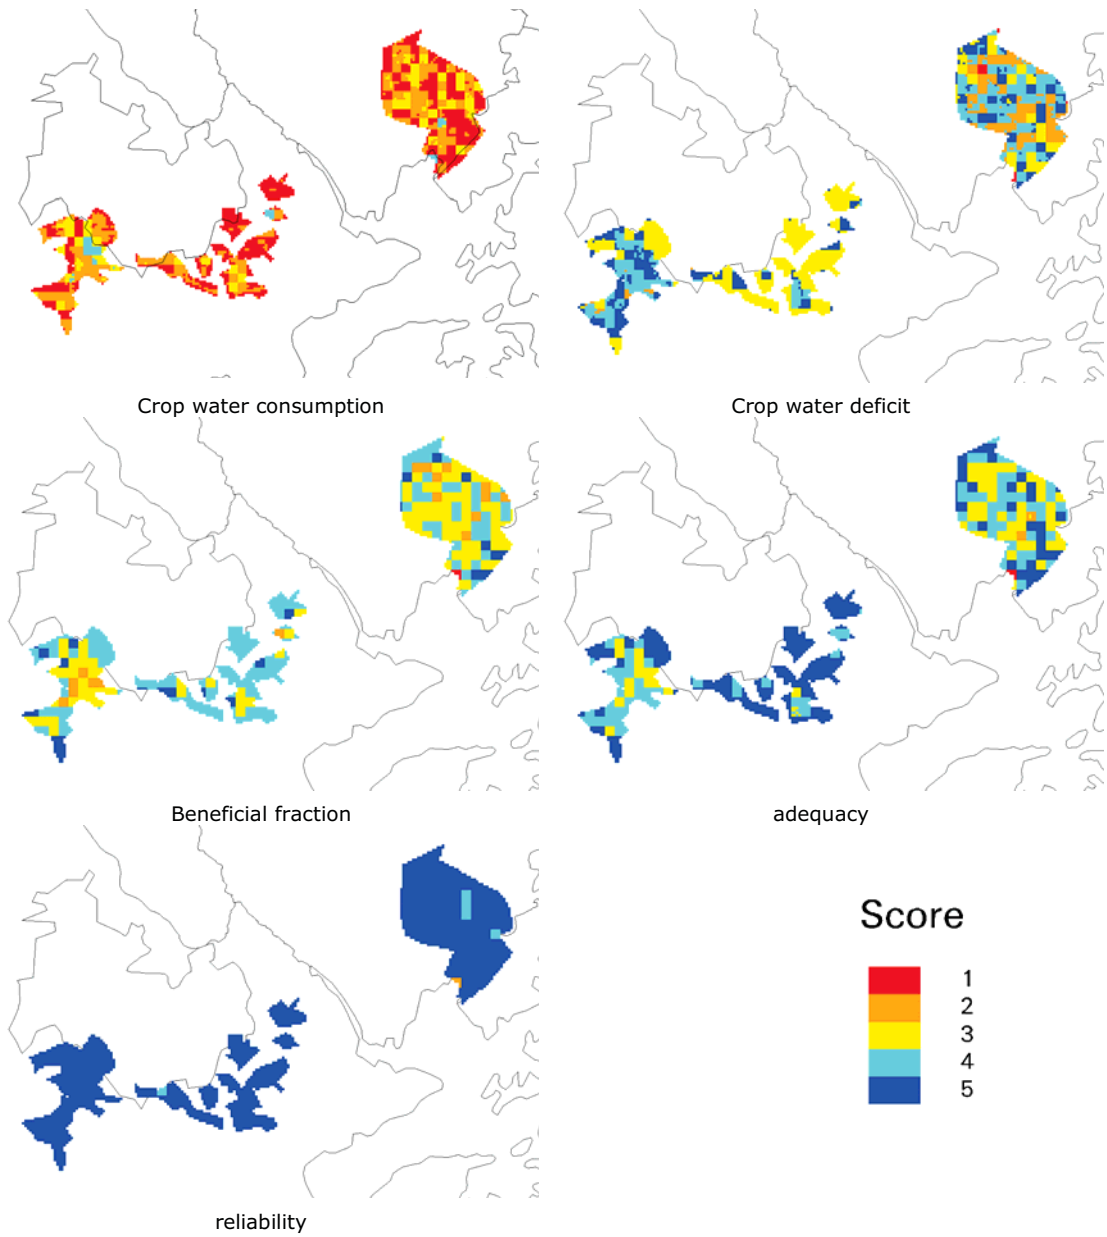 Crop water consumption
Crop water deficit
Beneficial fraction
adequacy
reliability
Score
1
2
3
4
5